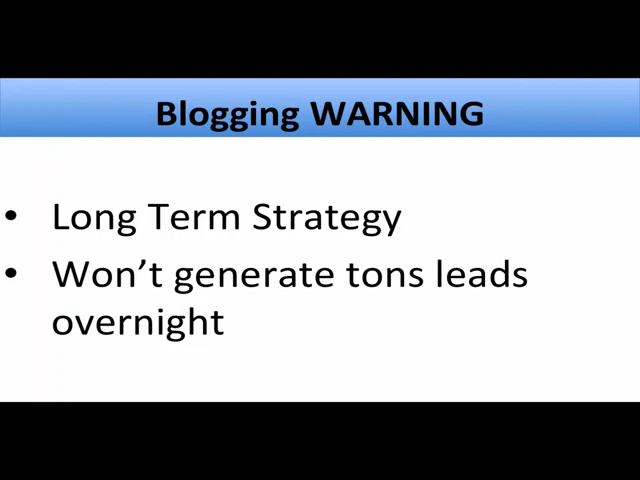 Blogging WARNING
• Long Term Strategy
• Won’t generate tons leads
overnight